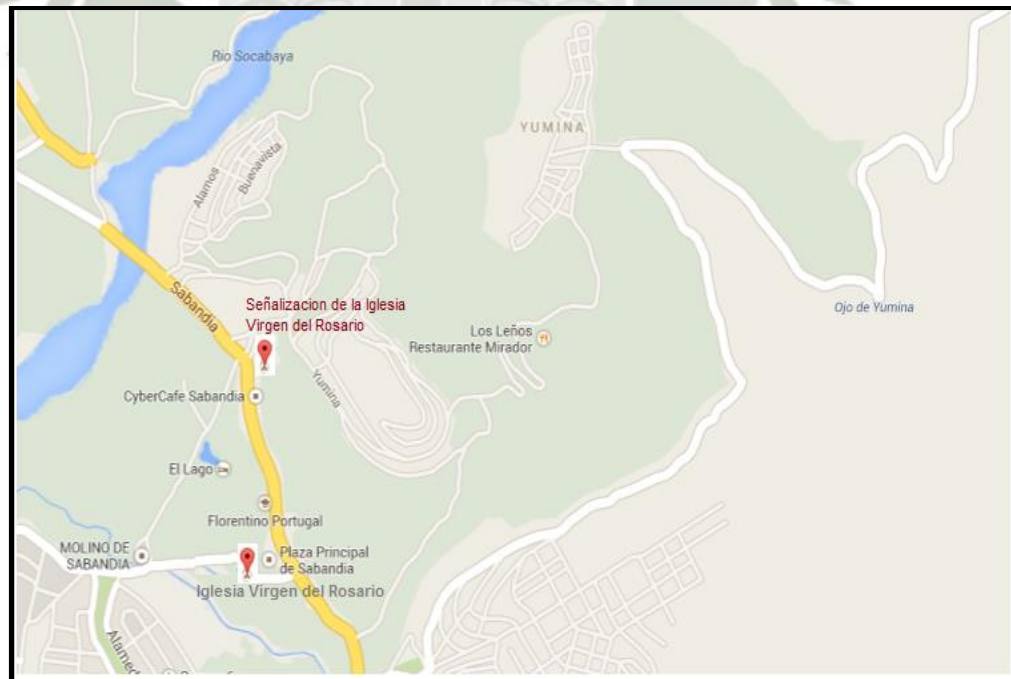 Rio Socabaya
YUMINA
Alamos
Buenavista
Sabandia
Señalizacion de la Iglesia
Virgen del Rosario
Ojo de Yumina
Los Leños
Restaurante Mirador
Yumina
CyberCafe Sabandia
El Lago
Florentino Portugal
MOLINO DE
SABANDIA
Plaza Principal
de Sabandia
Iglesia Virgen del Rosario